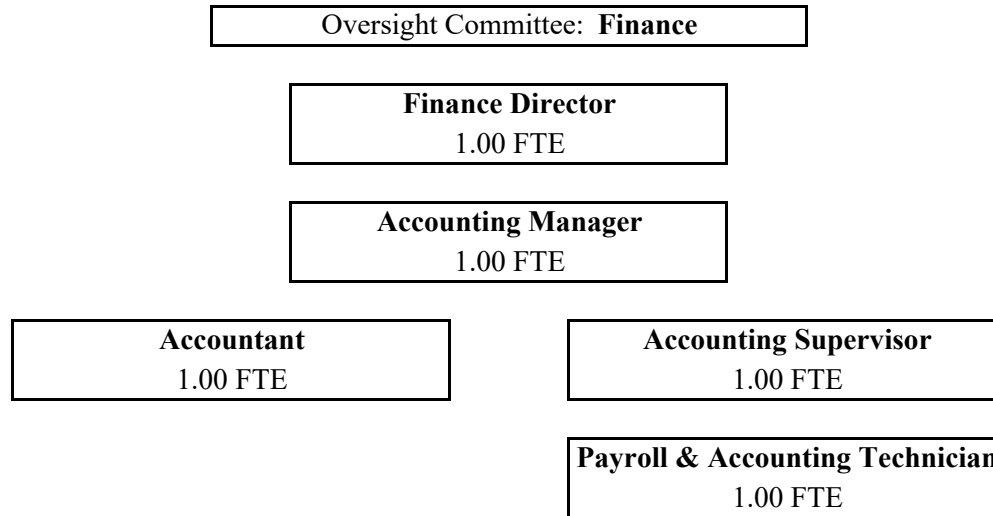 Oversight Committee: Finance
Finance Director
1.00 FTE
Accounting Manager
1.00 FTE
Accountant
1.00 FTE
Accounting Supervisor
1.00 FTE
Payroll & Accounting Technician
1.00 FTE